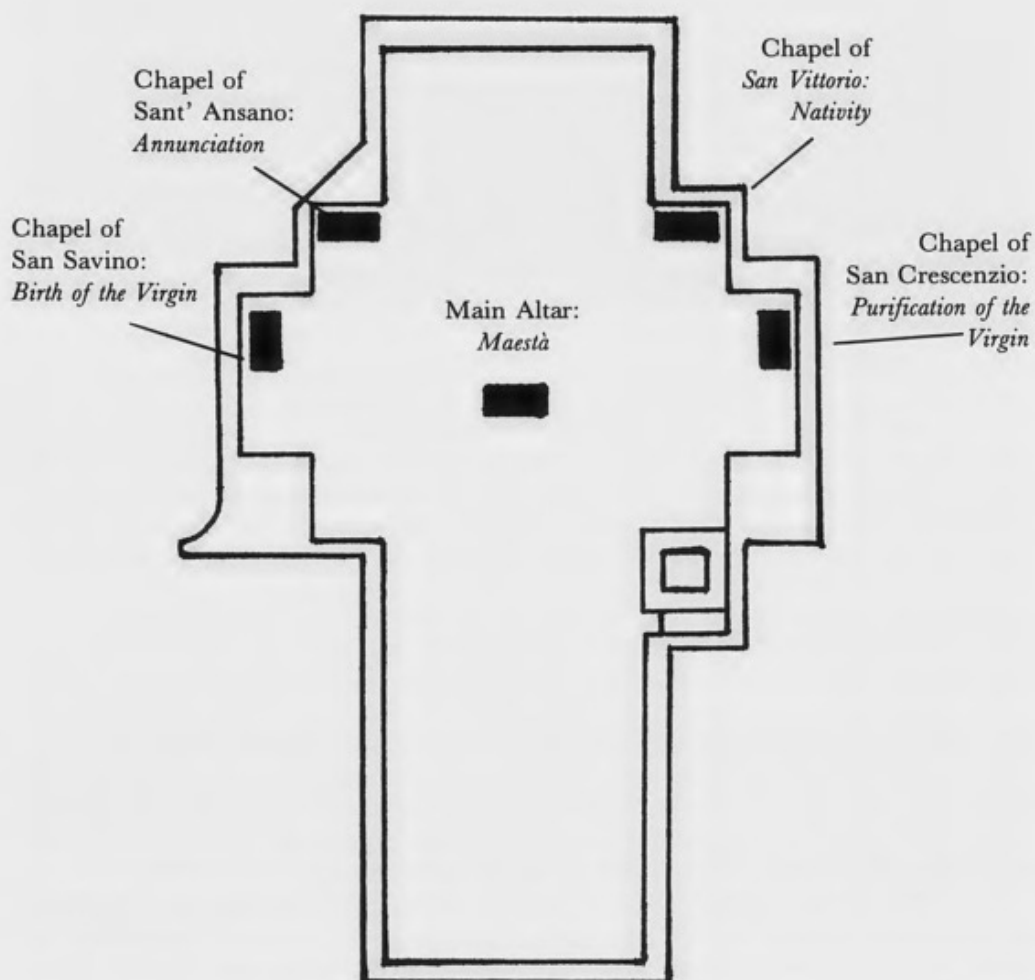 Chapel of
Sant' Ansano:
Annunciation
Chapel of
San Vittorio:
Nativity
Chapel of
San Savino:
Birth of the Virgin
Main Altar:
Maestà
Chapel of
San Crescenzio:
Purification of the
Virgin